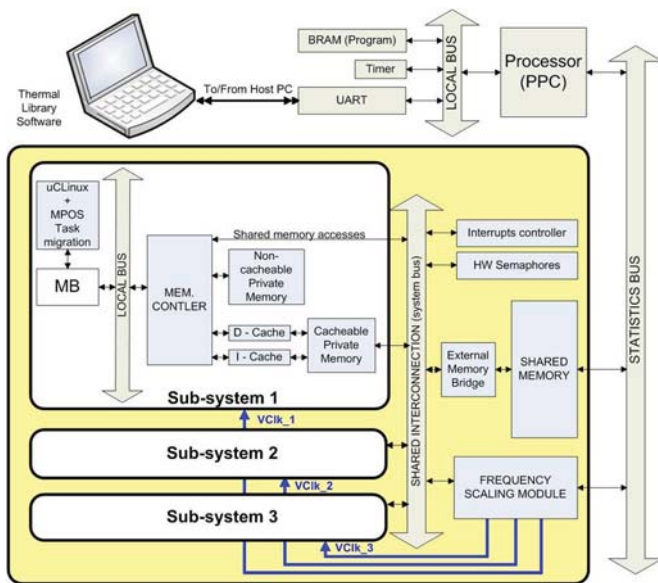 Thermal
Library
Software
To/From Host PC
BRAM (Program)
Timer
UART
LOCAL BUS
Processor
(PPC)
STATISTICS BUS
uCLinux
+
MPOS
Task
migration
MB
LOCAL BUS
MEM.
CONTLER
Shared memory accesses
Non-
cacheable
Private
Memory
D - Cache
I - Cache
Cacheable
Private
Memory
Sub-system 1
SHARED INTERCONNECTION (system bus)
Interrupts controller
HW Semaphores
External
Memory
Bridge
SHARED
MEMORY
VClk_1
Sub-system 2
VClk_2
Sub-system 3
VClk_3
FREQUENCY
SCALING MODULE